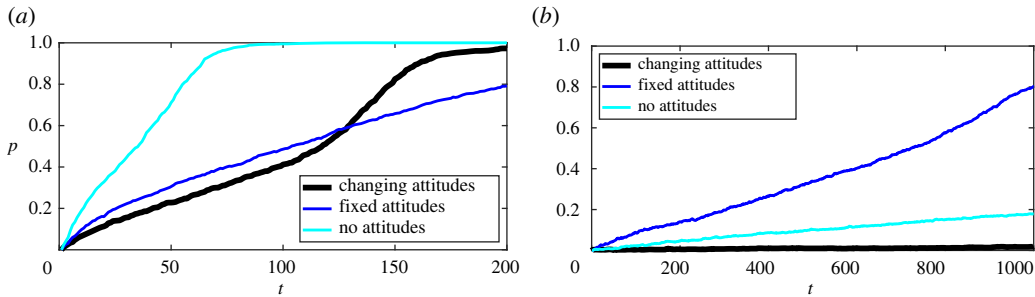 (a)
1.0
0.8
0.6
p
0.4
0.2
0
50
100
150
200
t
changing attitudes
fixed attitudes
no attitudes
(b)
1.0
0.8
0.6
0.4
0.2
0
200
400
600
800
1000
t
changing attitudes
fixed attitudes
no attitudes